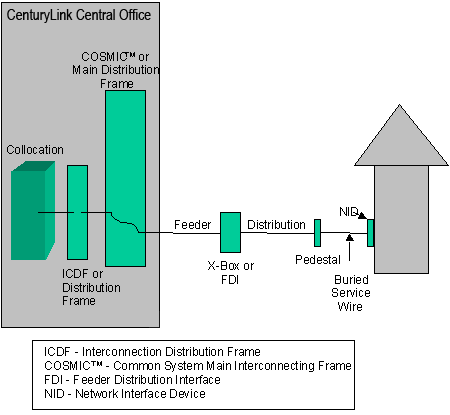 CenturyLink Central Office
COSMIC™ or
Main Distribution
Frame
Collocation
ICDF or
Distribution
Frame
Feeder
X-Box or
FDI
Distribution
Pedestal
NID
Buried
Service
Wire
ICDF - Interconnection Distribution Frame
COSMIC™ - Common System Main Interconnecting Frame
FDI - Feeder Distribution Interface
NID - Network Interface Device